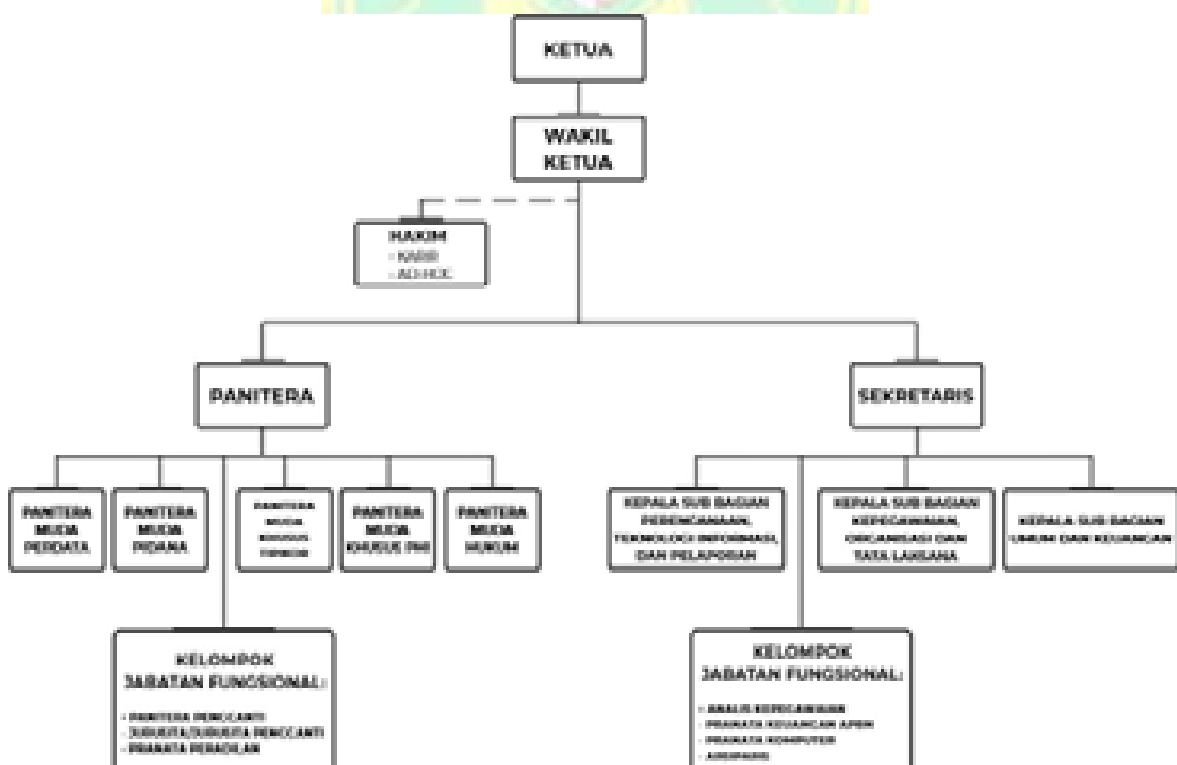 KETUA
WAKIL
KETUA
HAKIM
- KARIR
- AD HOC
PANITERA
SEKRETARIS
PANITERA
MUDA
PERDATA
PANITERA
MUDA
PIDANA
PANITERA
MUDA
KHUSUS
TIPIKOR
PANITERA
MUDA
KHUSUS PHI
PANITERA
MUDA
HUKUM
KEPALA SUB BAGIAN
PERENCANAAN,
TEKNOLOGI INFORMASI,
DAN PELAPORAN
KEPALA SUB BAGIAN
KEPEGAWAIAN,
ORGANISASI DAN
TATA LAKSANA
KEPALA SUB BAGIAN
UMUM DAN KEUANGAN
KELOMPOK
JABATAN FUNGSIONAL:
- PANITERA PENGGANTI
- JURUSITA/JURUSITA PENGGANTI
- PRANATA PERADILAN
KELOMPOK
JABATAN FUNGSIONAL:
- ANALIS KEPEGAWAIAN
- PRANATA KEUANGAN APBN
- PRANATA KOMPUTER
- ARSIPARIS